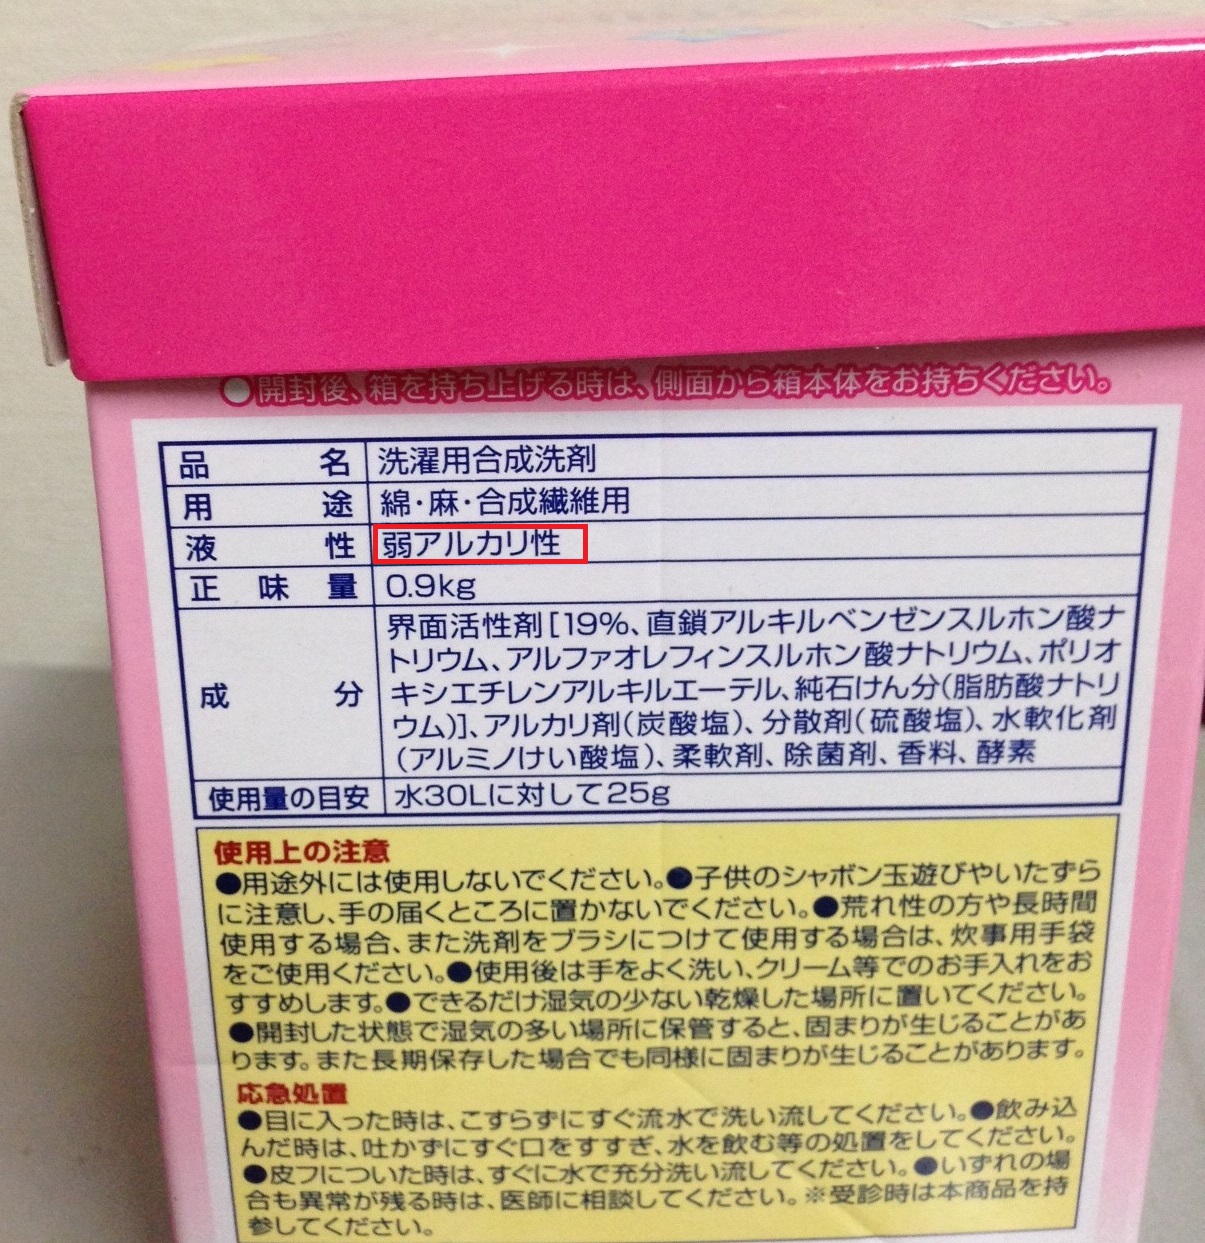 ●開封後、箱を持ち上げる時は、側面から箱本体をお持ちください。
品名 洗濯用合成洗剤
用途 綿・麻・合成繊維用
液性 弱アルカリ性
正味量 0.9kg
成分 界面活性剤[19%、直鎖アルキルベンゼンスルホン酸ナ
トリウム、アルファオレフィンスルホン酸ナトリウム、ポリオ
キシエチレンアルキルエーテル、純石けん分(脂肪酸ナトリ
ウム)]、アルカリ剤(炭酸塩)、分散剤(硫酸塩)、水軟化剤
(アルミノけい酸塩)、柔軟剤、除菌剤、香料、酵素
使用量の目安 水30Lに対して25g
使用上の注意
●用途外には使用しないでください。●子供のシャボン玉遊びやいたずら
に注意し、手の届くところに置かないでください。●荒れ性の方や長時間
使用する場合、また洗剤をブラシにつけて使用する場合は、炊事用手袋
をご使用ください。●使用後は手をよく洗い、クリーム等でのお手入れをお
すすめします。●できるだけ湿気の少ない乾燥した場所に置いてください。
●開封した状態で湿気の多い場所に保管すると、固まりが生じることがあ
ります。また長期保存した場合でも同様に固まりが生じることがあります。
応急処置
●目に入った時は、こすらずにすぐ流水で洗い流してください。●飲み込
んだ時は、吐かずにすぐ口をすすぎ、水を飲む等の処置をしてください。
●皮フについた時は、すぐに水で充分洗い流してください。●いずれの場
合も異常が残る時は、医師に相談してください。※受診時は本商品を持
参してください。